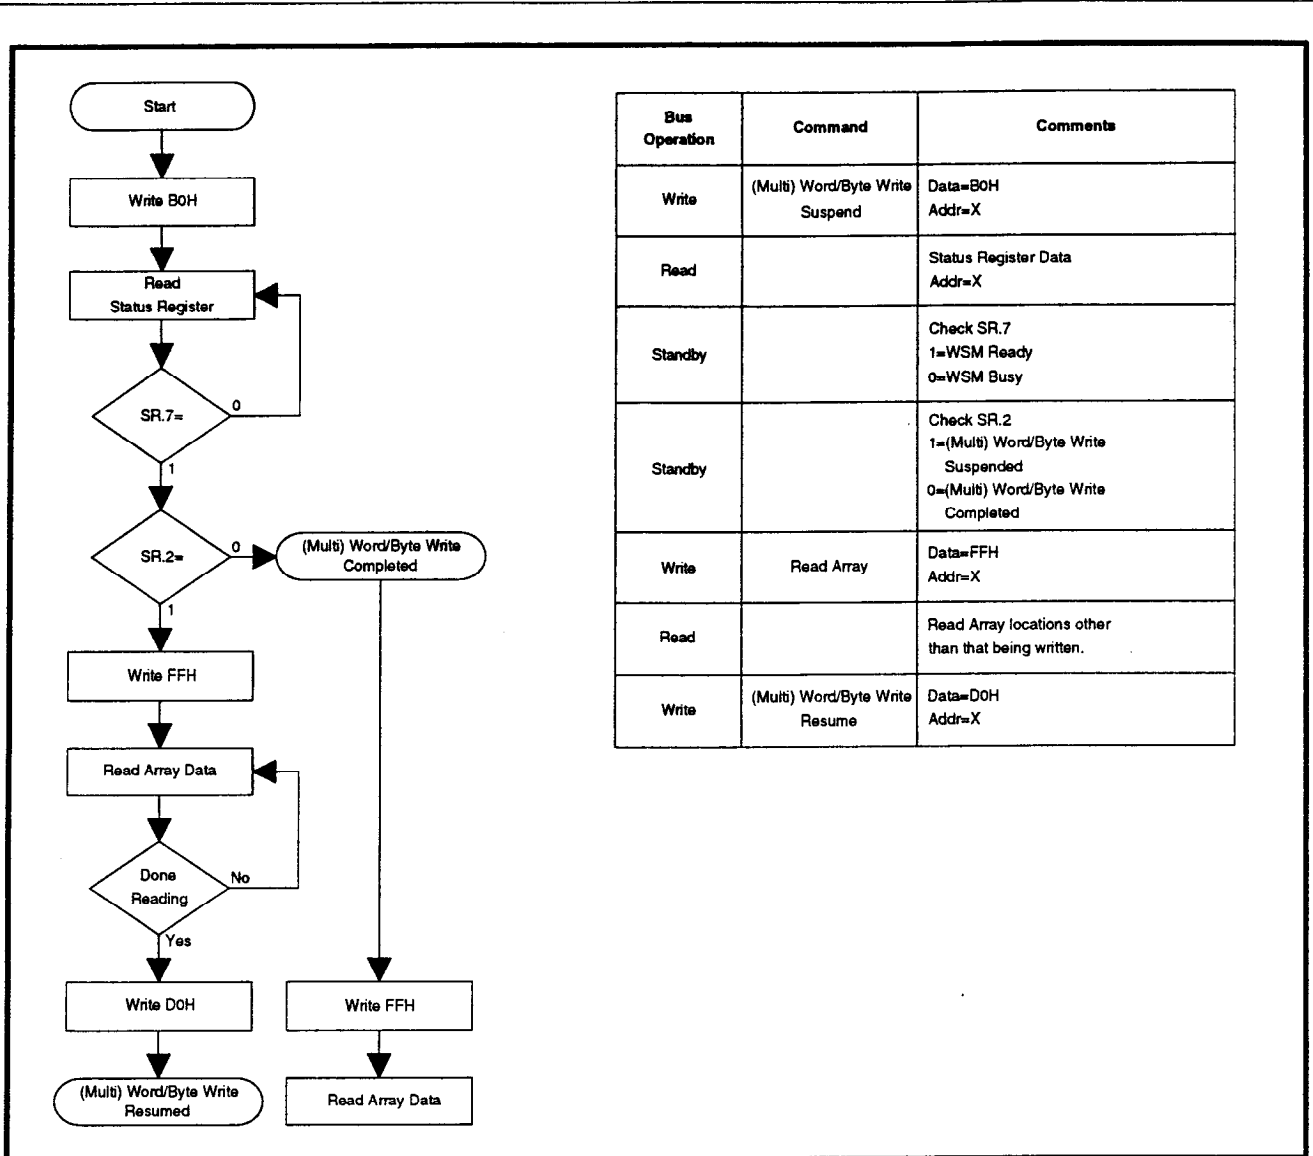 Start
Write B0H
Read
Status Register
SR.7=
0
1
SR.2=
0
1
(Multi) Word/Byte Write
Completed
Write FFH
Read Array Data
Done
Reading
No
Yes
Write D0H
(Multi) Word/Byte Write
Resumed
Write FFH
Read Array Data
Bus
Operation
Command
Comments
Write
(Multi) Word/Byte Write
Suspend
Data=B0H
Addr=X
Read
Status Register Data
Addr=X
Standby
Check SR.7
1=WSM Ready
0=WSM Busy
Standby
Check SR.2
1=(Multi) Word/Byte Write
Suspended
0=(Multi) Word/Byte Write
Completed
Write
Read Array
Data=FFH
Addr=X
Read
Read Array locations other
than that being written.
Write
(Multi) Word/Byte Write
Resume
Data=D0H
Addr=X